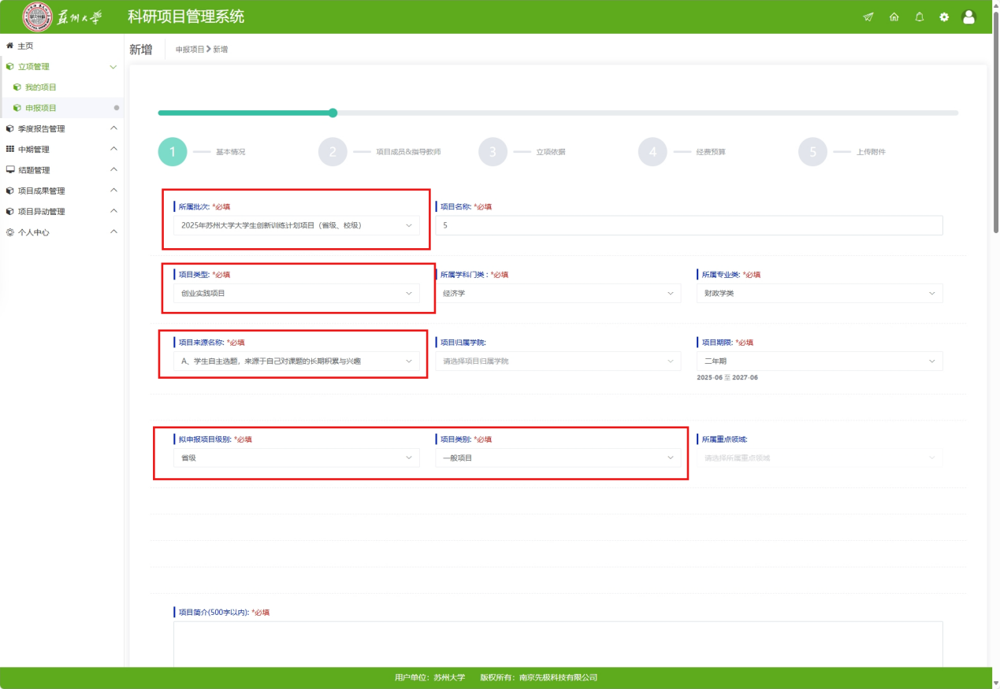 蘇州大學 科研项目管理系统
主页
立项管理
我的项目
申报项目
季度报告管理
中期管理
结题管理
项目成果管理
项目异动管理
个人中心
新增 申报项目 > 新增
1 基本情况 2 项目成员&指导教师 3 立项依据 4 经费预算 5 上传附件
所属批次: *必填 项目名称: *必填
2025年苏州大学大学生创新训练计划项目（省级、校级） 5
项目类型: *必填 所属学科门类 : *必填 所属专业类: *必填
创业实践项目 经济学 财政学类
项目来源名称: *必填 项目归属学院: 项目期限: *必填
A、学生自主选题，来源于自己对课题的长期积累与兴趣 请选择项目归属学院 二年期
2025-06 至 2027-06
拟申报项目级别: *必填 项目类别: *必填 所属重点领域:
省级 一般项目 请选择所属重点领域
项目简介(500字以内): *必填
用户单位：苏州大学 版权所有：南京先极科技有限公司